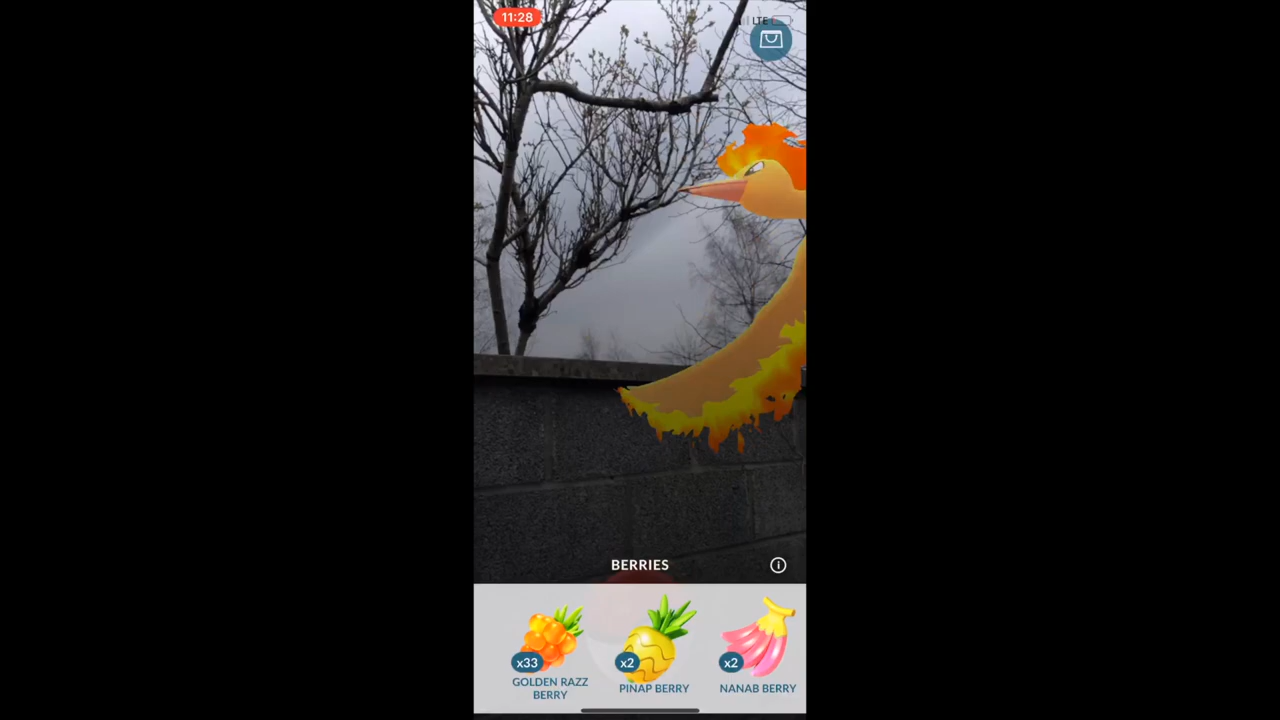 11:28
LTE
BERRIES
x33
x2
x2
GOLDEN RAZZ
BERRY
PINAP BERRY
NANAB BERRY